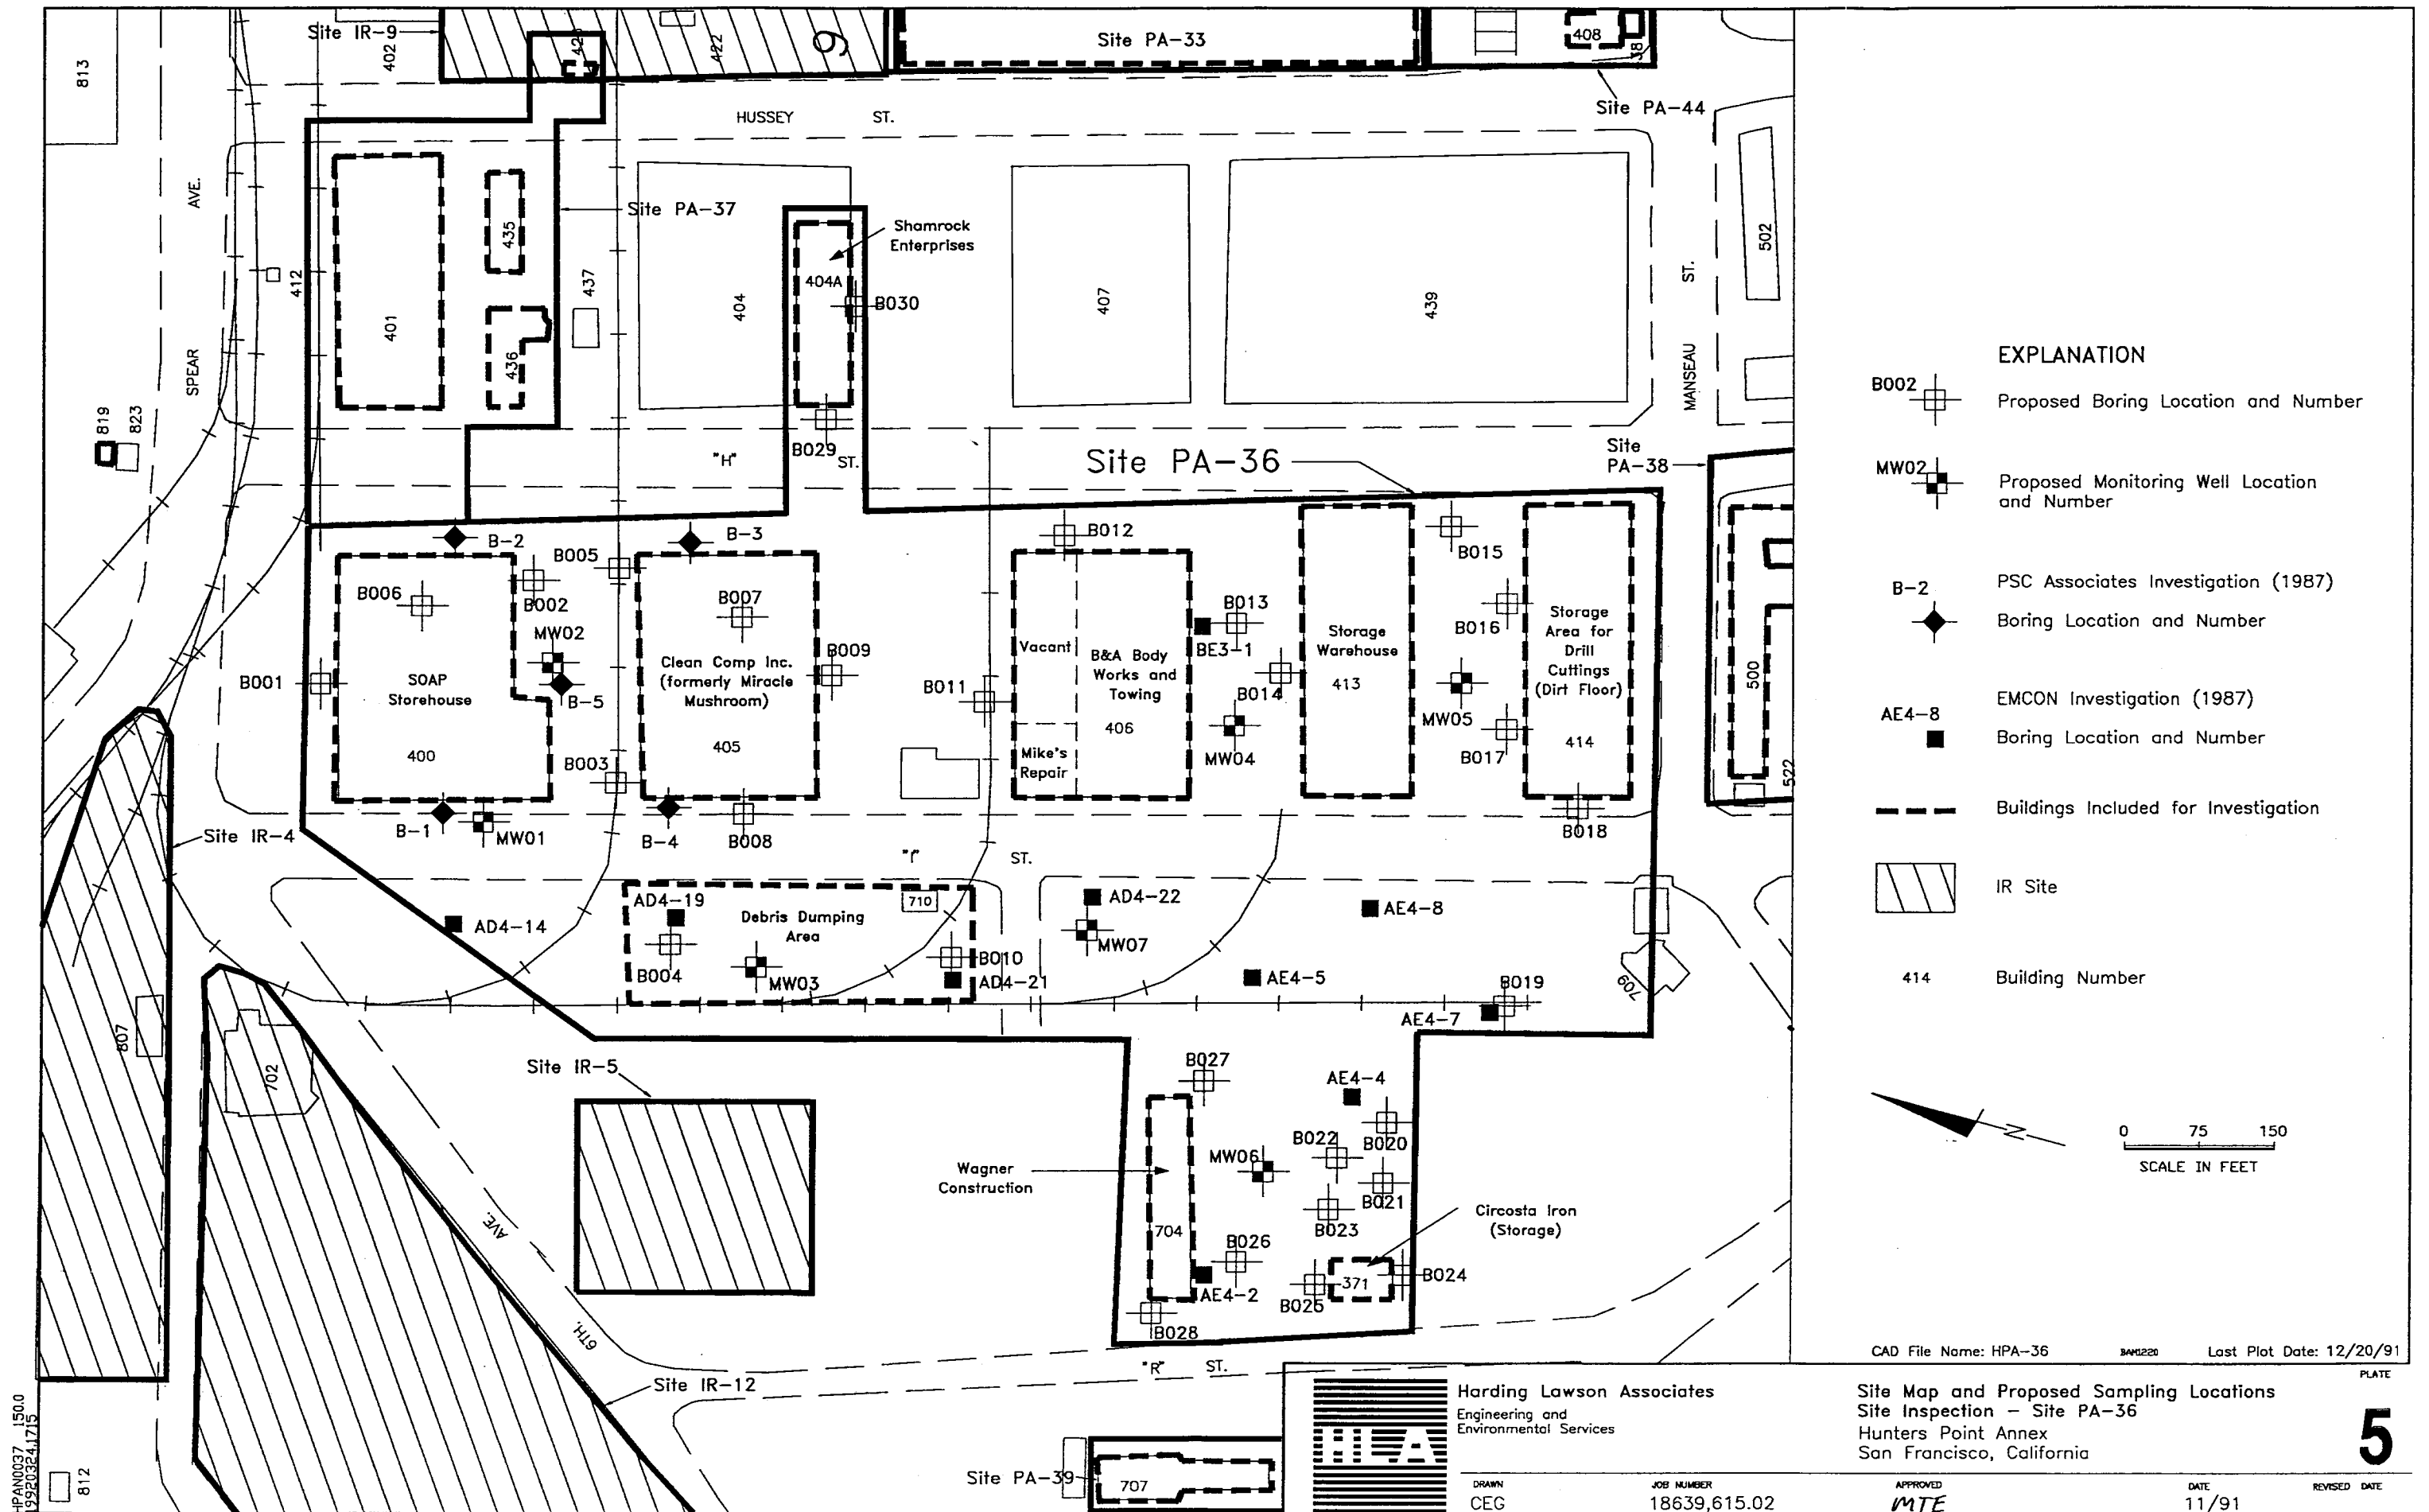 Site IR-9
813
402
425
422
9
Site PA-33
408
38
Site PA-44
HUSSEY ST.
SPEAR AVE.
412
401
435
436
437
Site PA-37
404
404A
Shamrock
Enterprises
B030
B029
407
439
MANSEAU ST.
502
819
823
"H" ST.
Site PA-36
Site
PA-38
B-2
B-3
B005
B012
B015
B006
B002
B007
B013
B016
MW02
B009
BE3-1
B001
SOAP
Storehouse
400
B-5
Clean Comp Inc.
(formerly Miracle
Mushroom)
405
B011
Vacant
B&A Body
Works and
Towing
406
Mike's
Repair
B014
MW04
Storage
Warehouse
413
MW05
B017
Storage
Area for
Drill
Cuttings
(Dirt Floor)
414
500
522
B003
B-1
MW01
B-4
B008
B018
Site IR-4
"I" ST.
AD4-14
AD4-19
Debris Dumping
Area
710
B004
MW03
B010
AD4-21
AD4-22
MW07
AE4-8
AE4-5
B019
AE4-7
709
807
702
Site IR-5
B027
AE4-4
B020
B022
MW06
B021
B023
Wagner
Construction
704
Circosta Iron
(Storage)
B026
AE4-2
B025
371
B024
B028
6TH. AVE.
"R" ST.
Site IR-12
812
Site PA-39
707
HPAN0037 150.0
19920324.1715
EXPLANATION
B002
Proposed Boring Location and Number
MW02
Proposed Monitoring Well Location
and Number
B-2
PSC Associates Investigation (1987)
Boring Location and Number
AE4-8
EMCON Investigation (1987)
Boring Location and Number
Buildings Included for Investigation
IR Site
414
Building Number
N
0 75 150
SCALE IN FEET
CAD File Name: HPA-36 BAM1220 Last Plot Date: 12/20/91
HLA
Harding Lawson Associates
Engineering and
Environmental Services
Site Map and Proposed Sampling Locations
Site Inspection - Site PA-36
Hunters Point Annex
San Francisco, California
PLATE
5
DRAWN JOB NUMBER APPROVED DATE REVISED DATE
CEG 18639,615.02 MTE 11/91